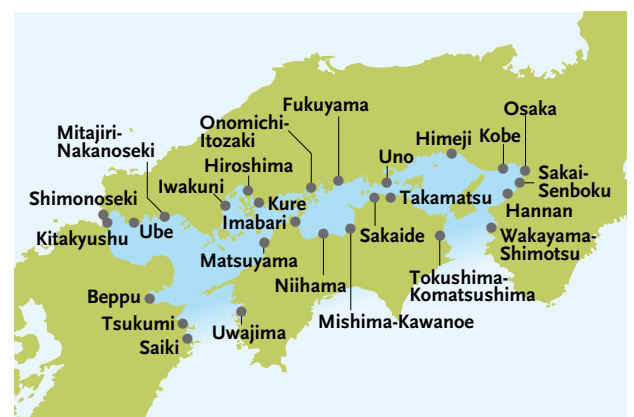 Fukuyama
Osaka
Onomichi-
Itozaki
Mitajiri-
Nakanoseki
Himeji
Kobe
Hiroshima
Uno
Sakai-
Senboku
Iwakuni
Shimonoseki
Kure
Takamatsu
Hannan
Imabari
Ube
Kitakyushu
Sakaide
Wakayama-
Shimotsu
Matsuyama
Niihama
Tokushima-
Komatsushima
Beppu
Mishima-Kawanoe
Tsukumi
Uwajima
Saiki